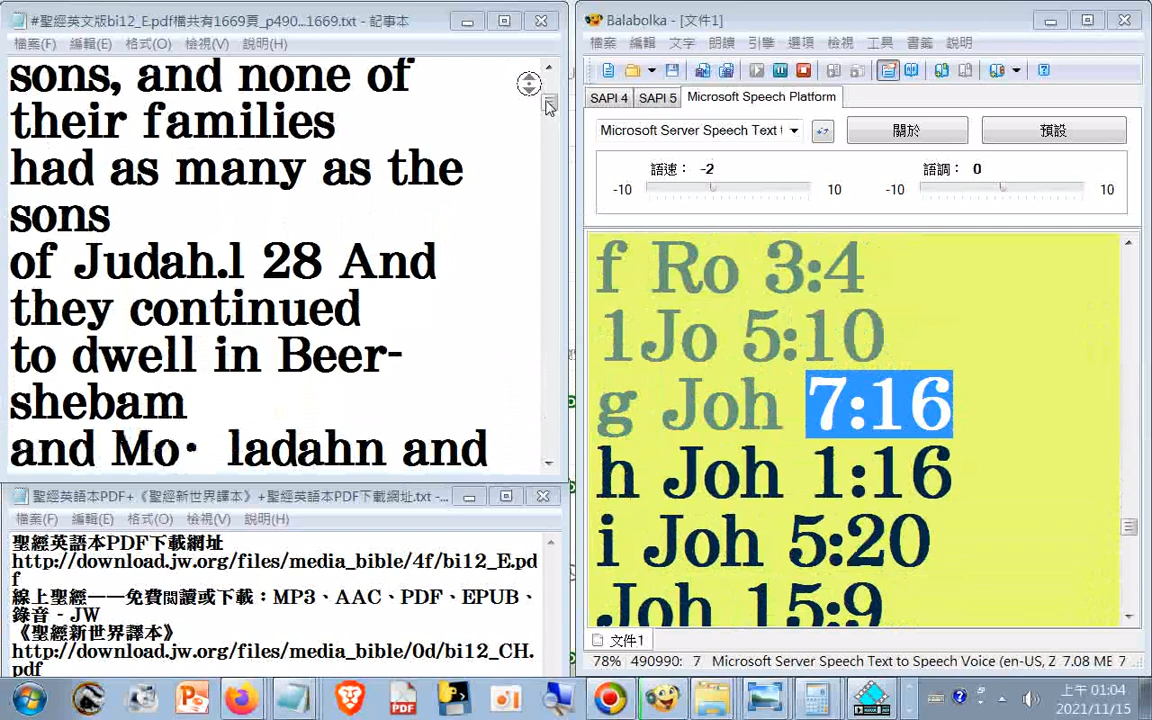 #聖經英文版bi12_E.pdf檔共有1669頁_p490...1669.txt - 記事本
檔案(F) 編輯(E) 格式(O) 檢視(V) 說明(H)
sons, and none of
their families
had as many as the
sons
of Judah.l 28 And
they continued
to dwell in Beer-
shebam
and Mo· ladahn and
聖經英語本PDF+《聖經新世界譯本》+聖經英語本PDF下載網址.txt -...
檔案(F) 編輯(E) 格式(O) 檢視(V) 說明(H)
聖經英語本PDF下載網址
http://download.jw.org/files/media_bible/4f/bi12_E.pd
f
線上聖經——免費閱讀或下載：MP3、AAC、PDF、EPUB、
錄音 - JW
《聖經新世界譯本》
http://download.jw.org/files/media_bible/0d/bi12_CH.
pdf
Balabolka - [文件1]
檔案 編輯 文字 朗讀 引擎 選項 檢視 工具 書籤 說明
SAPI 4 SAPI 5 Microsoft Speech Platform
Microsoft Server Speech Text t 關於 預設
語速： -2 語調： 0
-10 10 -10 10
f Ro 3:4
1Jo 5:10
g Joh 7:16
h Joh 1:16
i Joh 5:20
Joh 15:9
文件1
78% 490990: 7 Microsoft Server Speech Text to Speech Voice (en-US, Z 7.08 ME 7
PDF
上午 01:04
2021/11/15